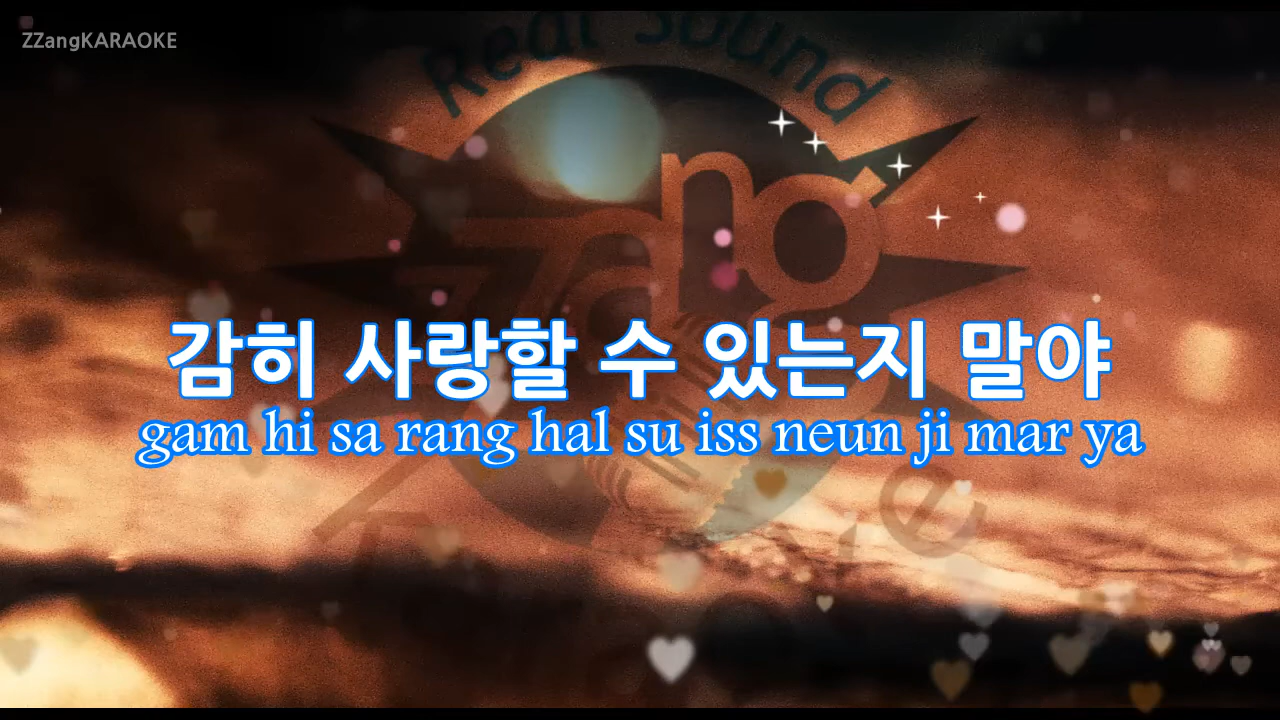 ZZangKARAOKE
Real Sound
Zzang
감히 사랑할 수 있는지 말야
gam hi sa rang hal su iss neun ji mar ya